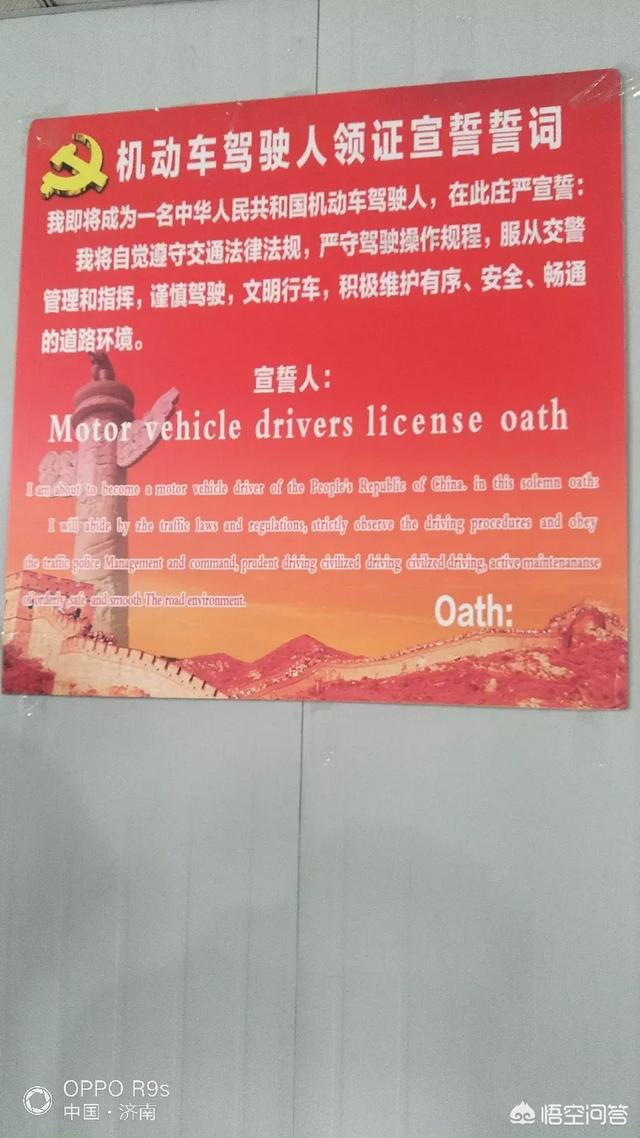 机动车驾驶人领证宣誓誓词
我即将成为一名中华人民共和国机动车驾驶人，在此庄严宣誓：
我将自觉遵守交通法律法规，严守驾驶操作规程，服从交警
管理和指挥，谨慎驾驶，文明行车，积极维护有序、安全、畅通
的道路环境。
宣誓人：
Motor vehicle drivers license oath
I am about to become a motor vehicle driver of the People's Republic of China. in this solemn oath:
I will abide by zhe traffic laws and regulations, strictly observe the driving procedures and obey
the traffic police Management and command, prudent driving civilized driving civilzed driving, active maintenananse
of orderly, safe and smooth The road environment.
Oath:
OPPO R9s
中国·济南
悟空问答